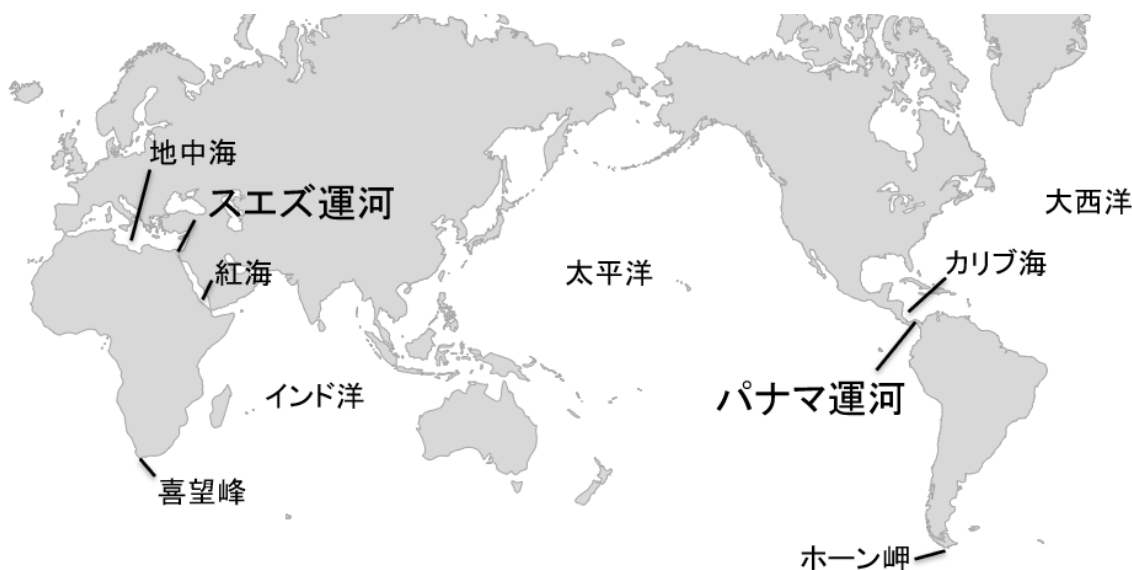 地中海
スエズ運河
大西洋
カリブ海
紅海
太平洋
インド洋
パナマ運河
喜望峰
ホーン岬